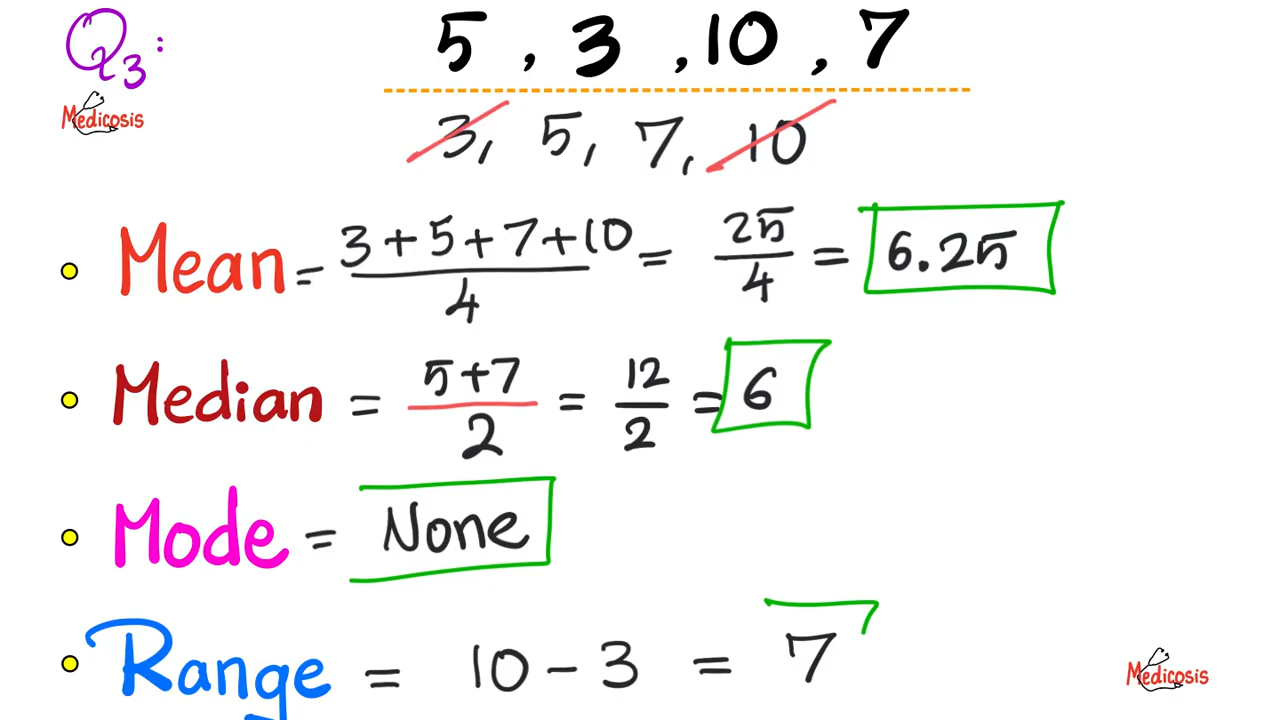 Q3:
5, 3, 10, 7
Medicosis
3, 5, 7, 10
Mean = 3+5+7+10 / 4 = 25 / 4 = 6.25
Median = 5+7 / 2 = 12 / 2 = 6
Mode = None
Range = 10 - 3 = 7
Medicosis